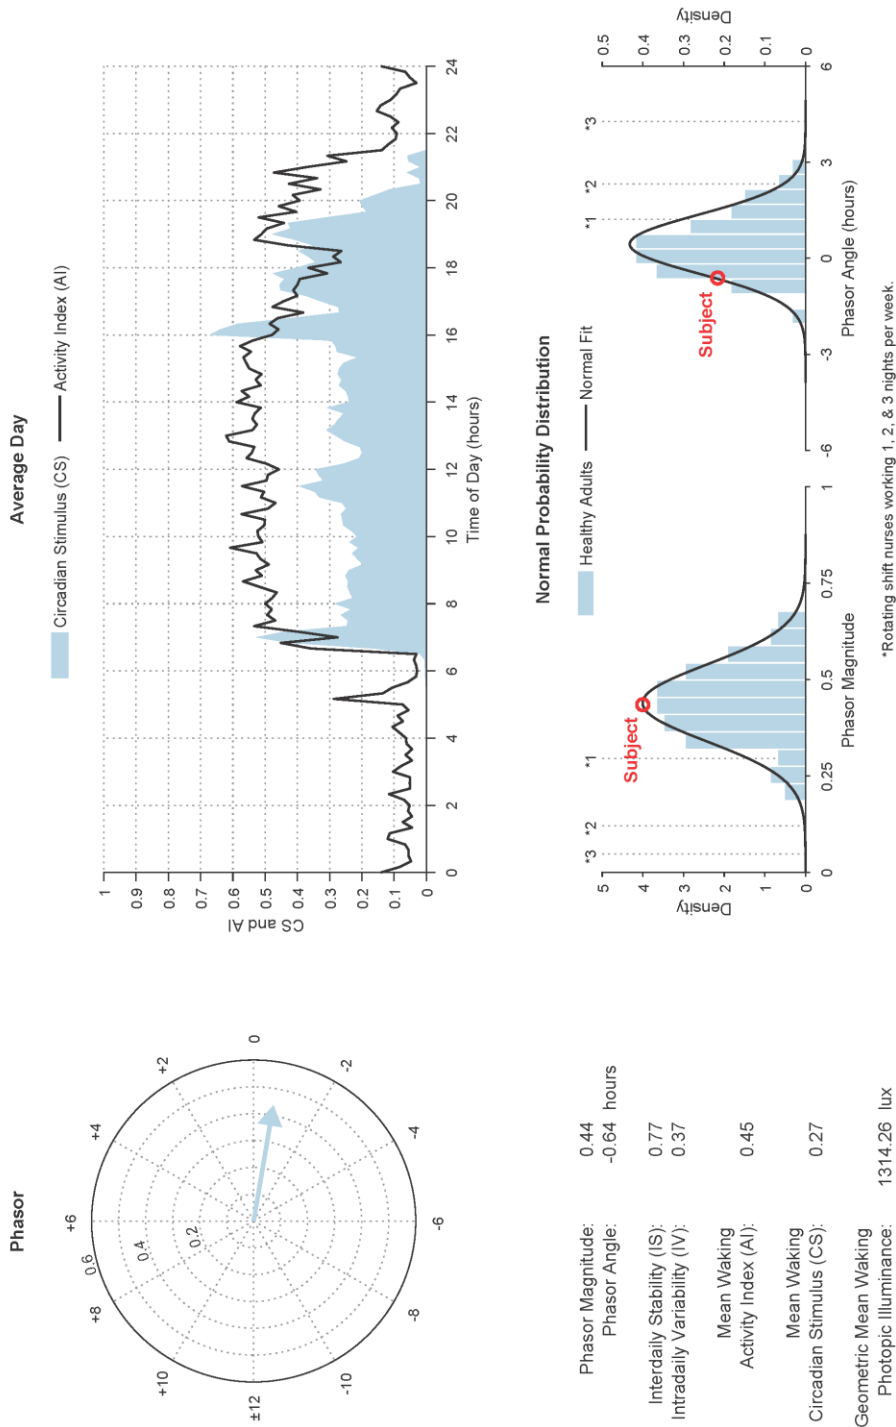 Phasor
0
+2
+4
+6
+8
+10
±12
-10
-8
-6
-4
-2
0.2
0.4
0.6
Average Day
Circadian Stimulus (CS)
Activity Index (AI)
CS and AI
1
0.9
0.8
0.7
0.6
0.5
0.4
0.3
0.2
0.1
0
0 2 4 6 8 10 12 14 16 18 20 22 24
Time of Day (hours)
Phasor Magnitude: 0.44
Phasor Angle: -0.64 hours
Interdaily Stability (IS): 0.77
Intradaily Variability (IV): 0.37
Mean Waking
Activity Index (AI): 0.45
Mean Waking
Circadian Stimulus (CS): 0.27
Geometric Mean Waking
Photopic Illuminance: 1314.26 lux
Normal Probability Distribution
Healthy Adults
Normal Fit
*3 *2 *1
Subject
Density
5
4
3
2
1
0
0 0.25 0.5 0.75 1
Phasor Magnitude
*1 *2 *3
Subject
Density
0.5
0.4
0.3
0.2
0.1
0
-6 -3 0 3 6
Phasor Angle (hours)
*Rotating shift nurses working 1, 2, & 3 nights per week.